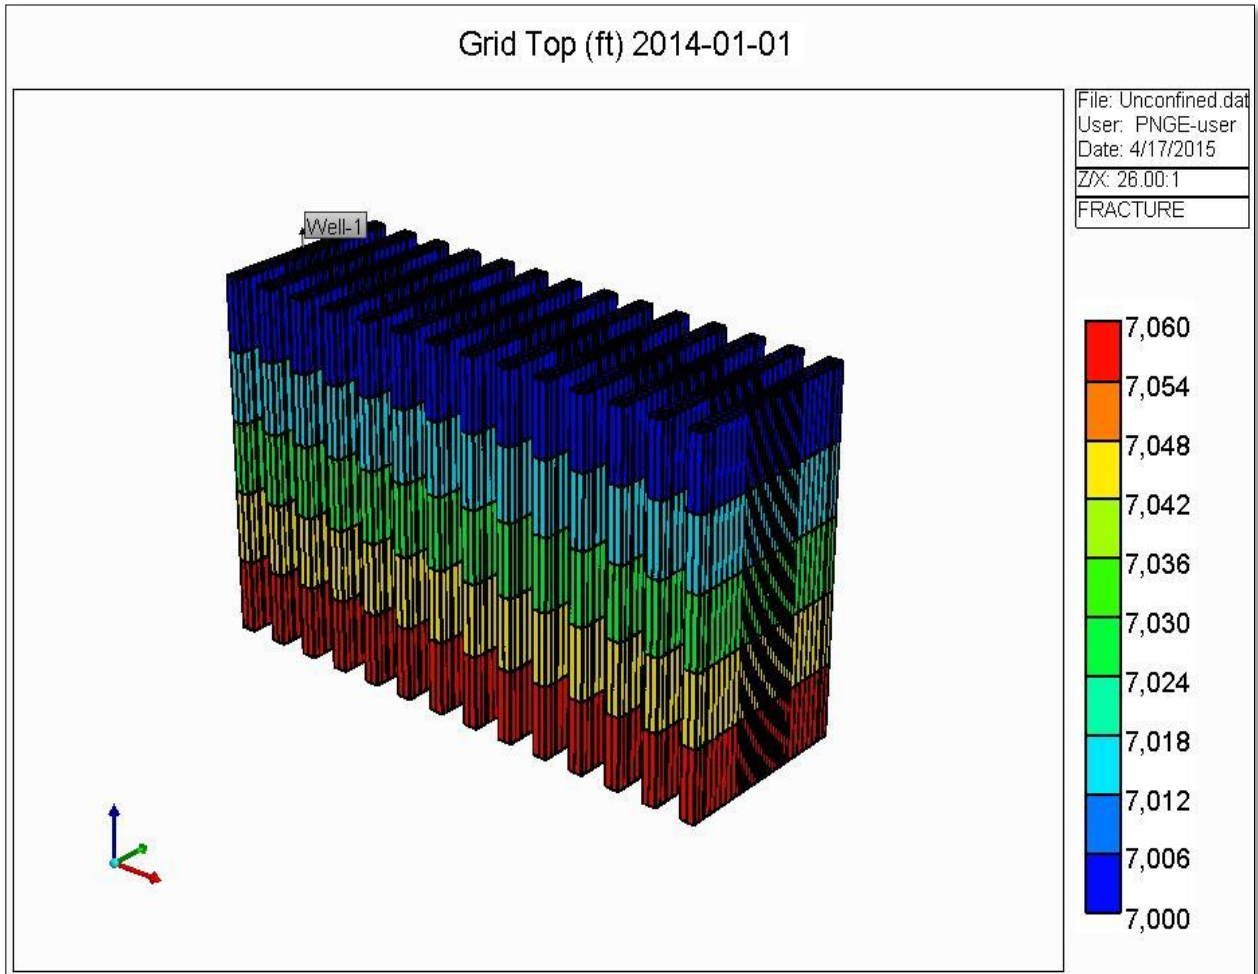 Grid Top (ft) 2014-01-01
File: Unconfined.dat
User: PNGE-user
Date: 4/17/2015
Z/X: 26.00:1
FRACTURE
Well-1
7,060
7,054
7,048
7,042
7,036
7,030
7,024
7,018
7,012
7,006
7,000